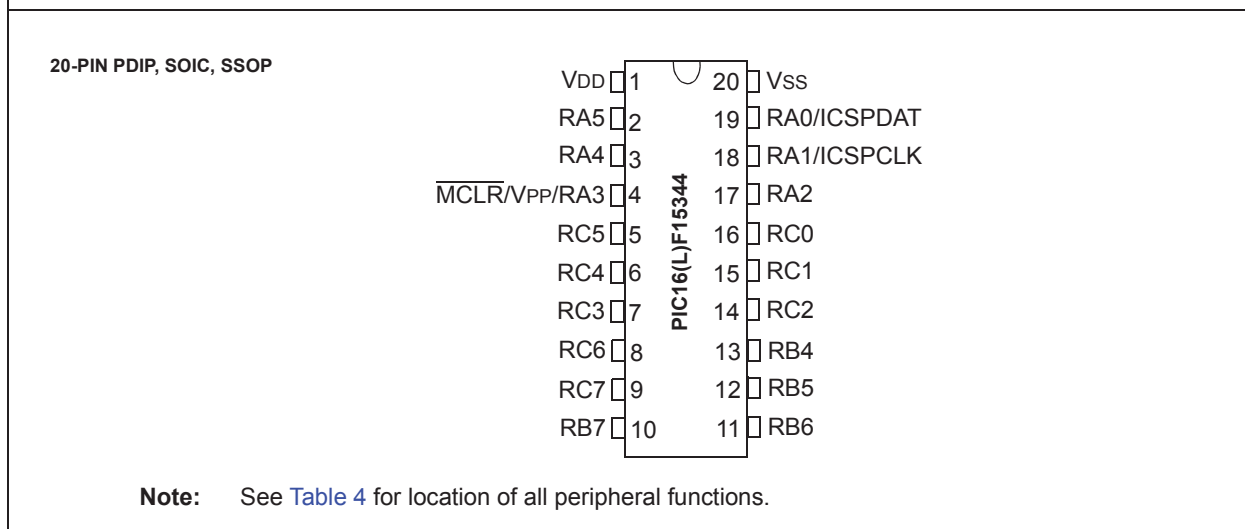 20-PIN PDIP, SOIC, SSOP
VDD 1 20 VSS
RA5 2 19 RA0/ICSPDAT
RA4 3 18 RA1/ICSPCLK
MCLR/VPP/RA3 4 17 RA2
RC5 5 16 RC0
RC4 6 15 RC1
RC3 7 14 RC2
RC6 8 13 RB4
RC7 9 12 RB5
RB7 10 11 RB6
PIC16(L)F15344
Note: See Table 4 for location of all peripheral functions.